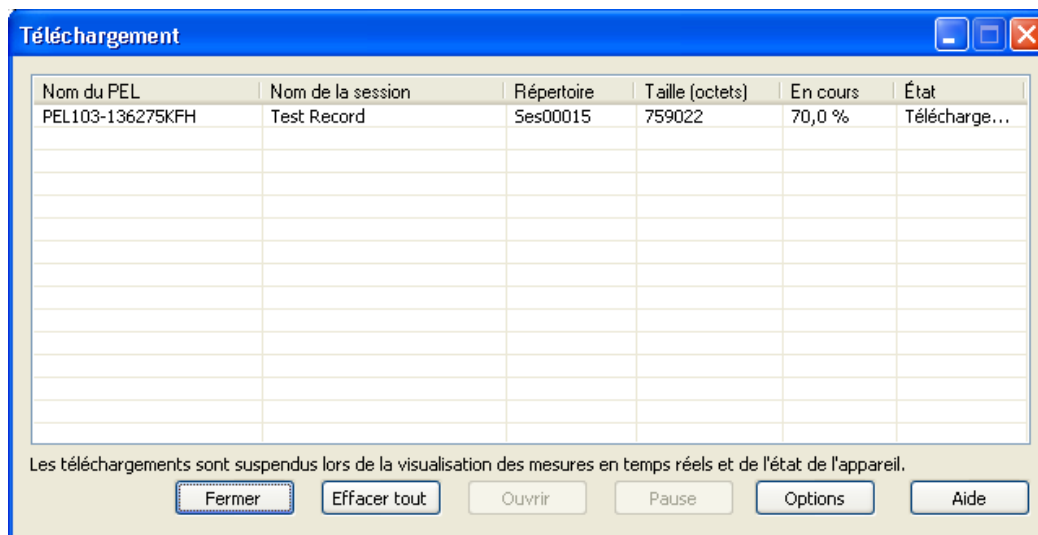 Téléchargement
Nom du PEL Nom de la session Répertoire Taille (octets) En cours État
PEL103-136275KFH Test Record Ses00015 759022 70,0 % Télécharge...
Les téléchargements sont suspendus lors de la visualisation des mesures en temps réels et de l'état de l'appareil.
Fermer Effacer tout Ouvrir Pause Options Aide